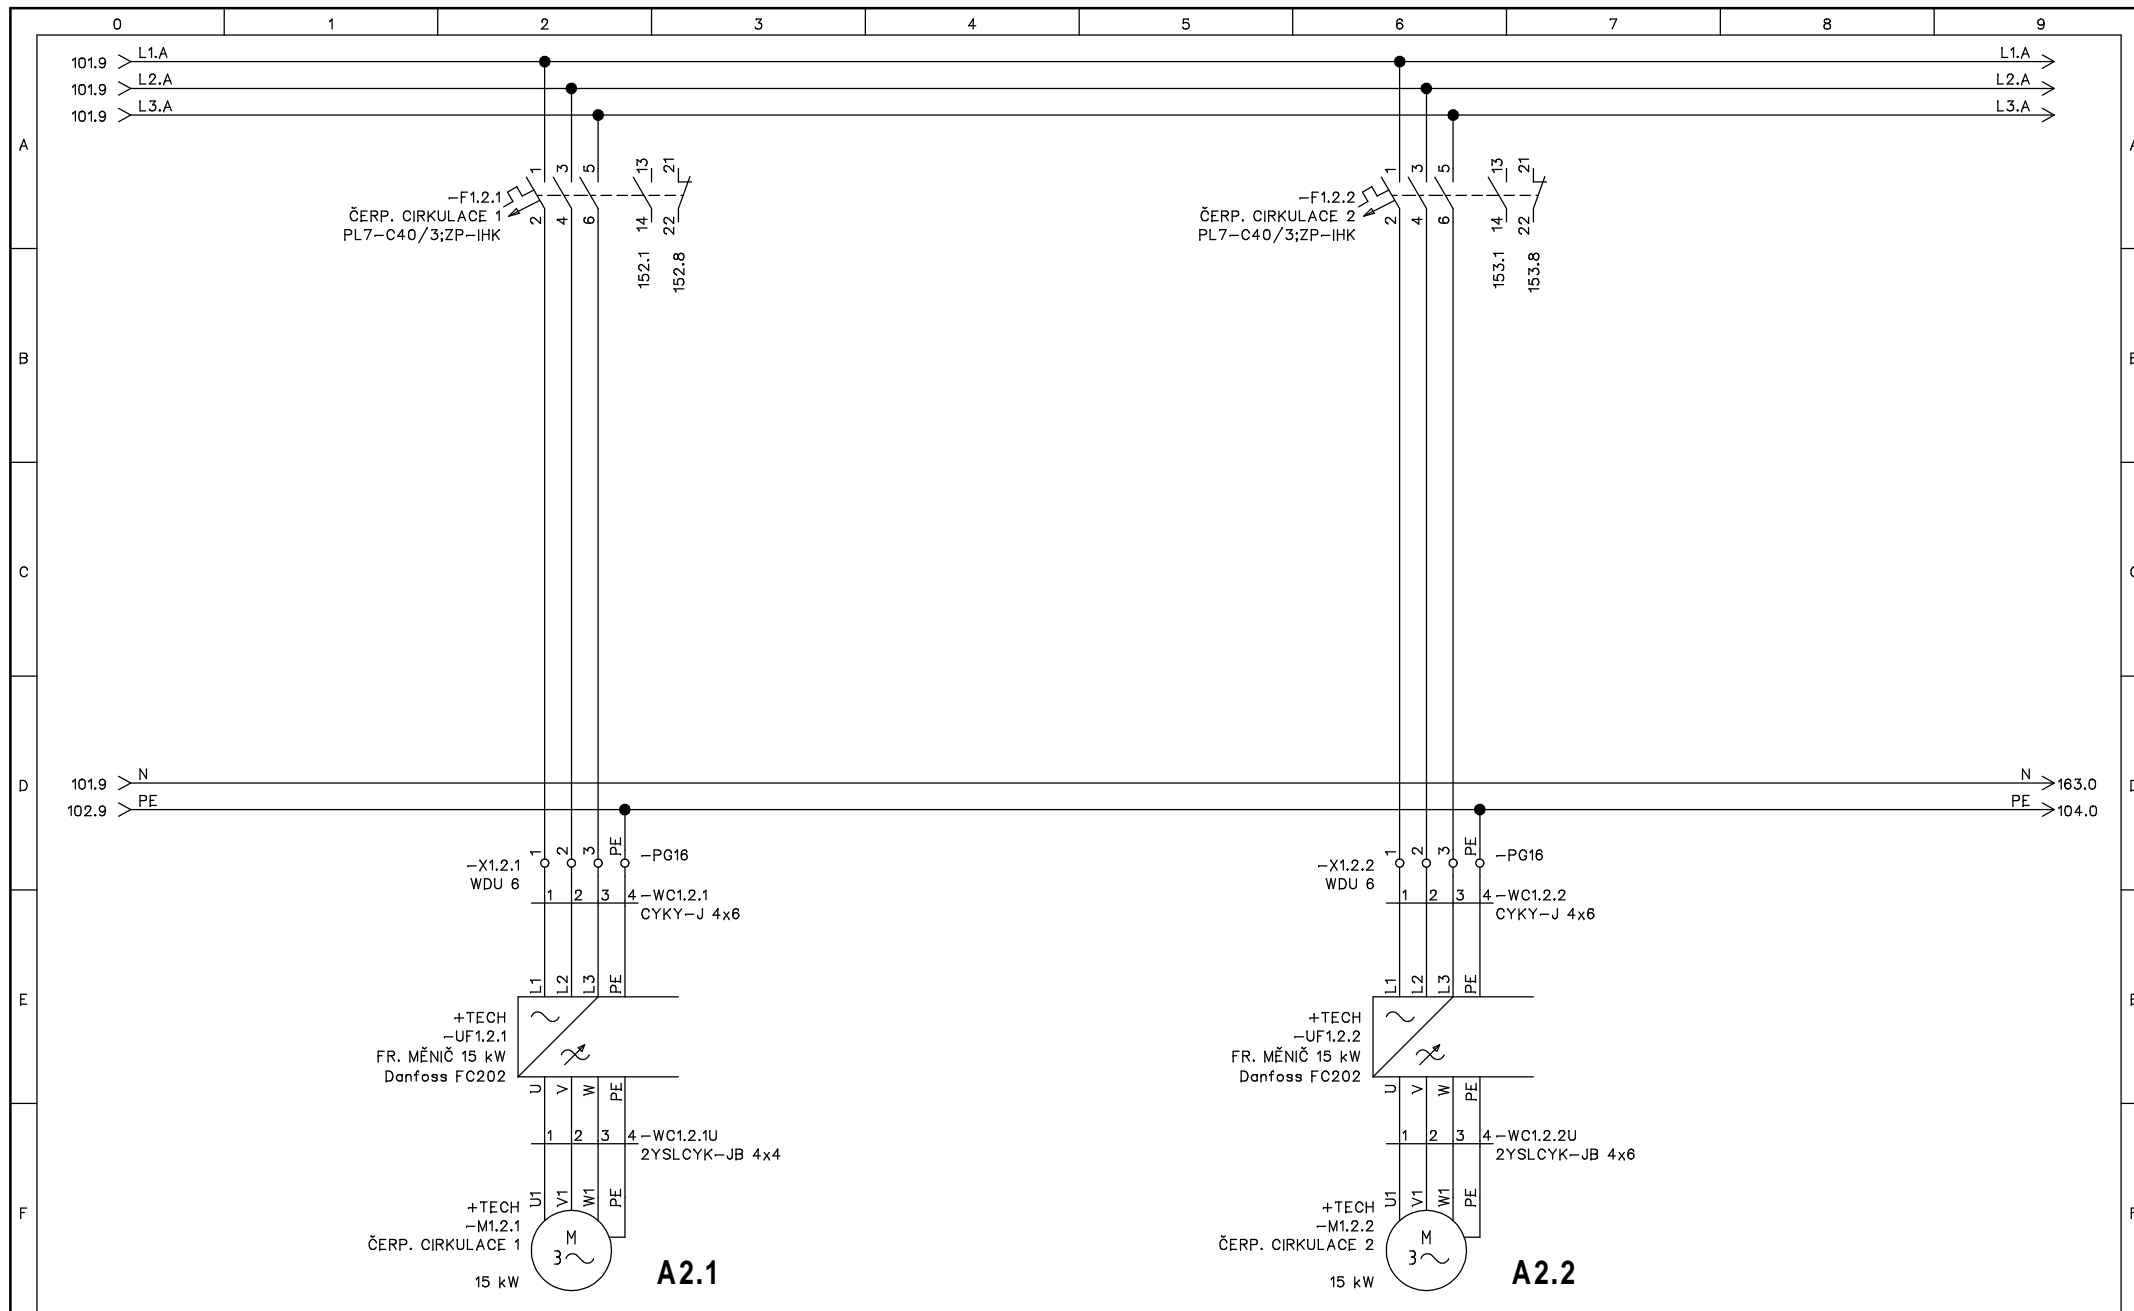 0 1 2 3 4 5 6 7 8 9
101.9 L1.A L1.A
101.9 L2.A L2.A
101.9 L3.A L3.A
A
1 3 5 13 21
-F1.2.1
ČERP. CIRKULACE 1
PL7-C40/3;ZP-IHK
2 4 6 14 22
152.1 152.8
1 3 5 13 21
-F1.2.2
ČERP. CIRKULACE 2
PL7-C40/3;ZP-IHK
2 4 6 14 22
153.1 153.8
B
C
D
101.9 N N 163.0
102.9 PE PE 104.0
1 2 3 PE -PG16
-X1.2.1
WDU 6
1 2 3 4 -WC1.2.1
CYKY-J 4x6
1 2 3 PE -PG16
-X1.2.2
WDU 6
1 2 3 4 -WC1.2.2
CYKY-J 4x6
E
L1 L2 L3 PE
+TECH
-UF1.2.1
FR. MĚNIČ 15 kW
Danfoss FC202
U V W PE
1 2 3 4 -WC1.2.1U
2YSLCYK-JB 4x4
L1 L2 L3 PE
+TECH
-UF1.2.2
FR. MĚNIČ 15 kW
Danfoss FC202
U V W PE
1 2 3 4 -WC1.2.2U
2YSLCYK-JB 4x6
F
U1 V1 W1 PE
+TECH
-M1.2.1
ČERP. CIRKULACE 1
15 kW
M
3
A2.1
U1 V1 W1 PE
+TECH
-M1.2.2
ČERP. CIRKULACE 2
15 kW
M
3
A2.2